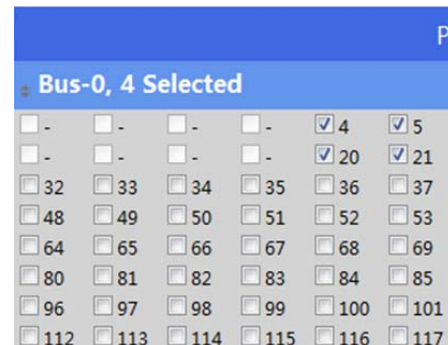 P
Bus-0, 4 Selected
- - - - 4 5
- - - - 20 21
32 33 34 35 36 37
48 49 50 51 52 53
64 65 66 67 68 69
80 81 82 83 84 85
96 97 98 99 100 101
112 113 114 115 116 117